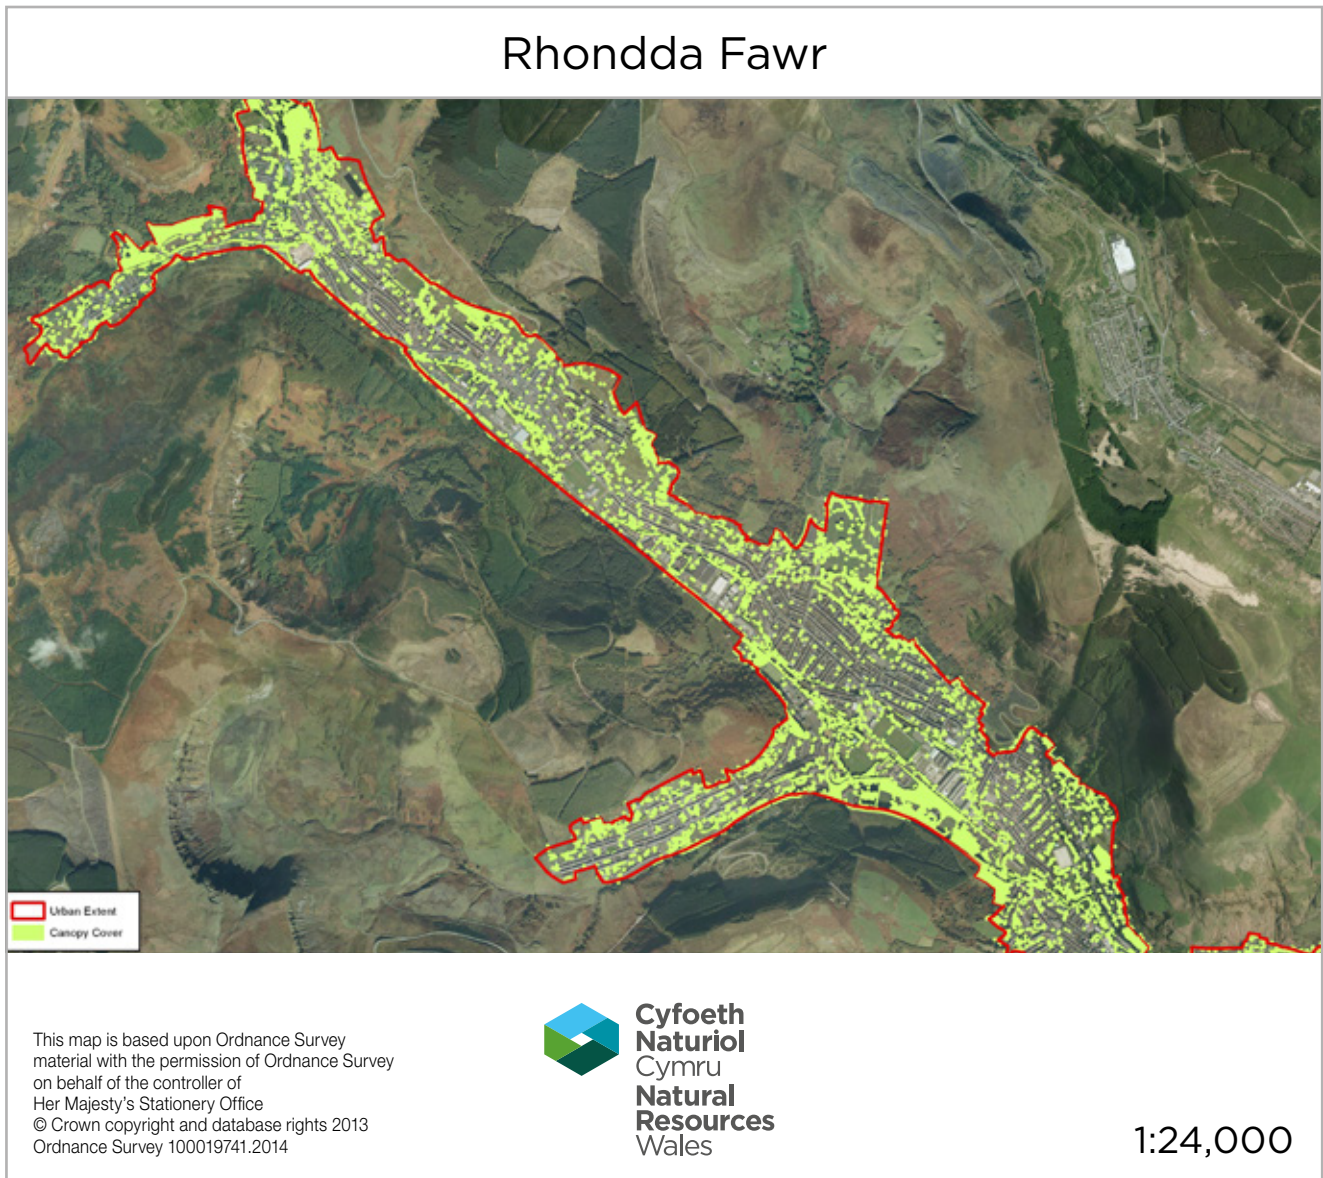 Rhondda Fawr
Urban Extent
Canopy Cover
This map is based upon Ordnance Survey
material with the permission of Ordnance Survey
on behalf of the controller of
Her Majesty's Stationery Office
© Crown copyright and database rights 2013
Ordnance Survey 100019741.2014
Cyfoeth
Naturiol
Cymru
Natural
Resources
Wales
1:24,000